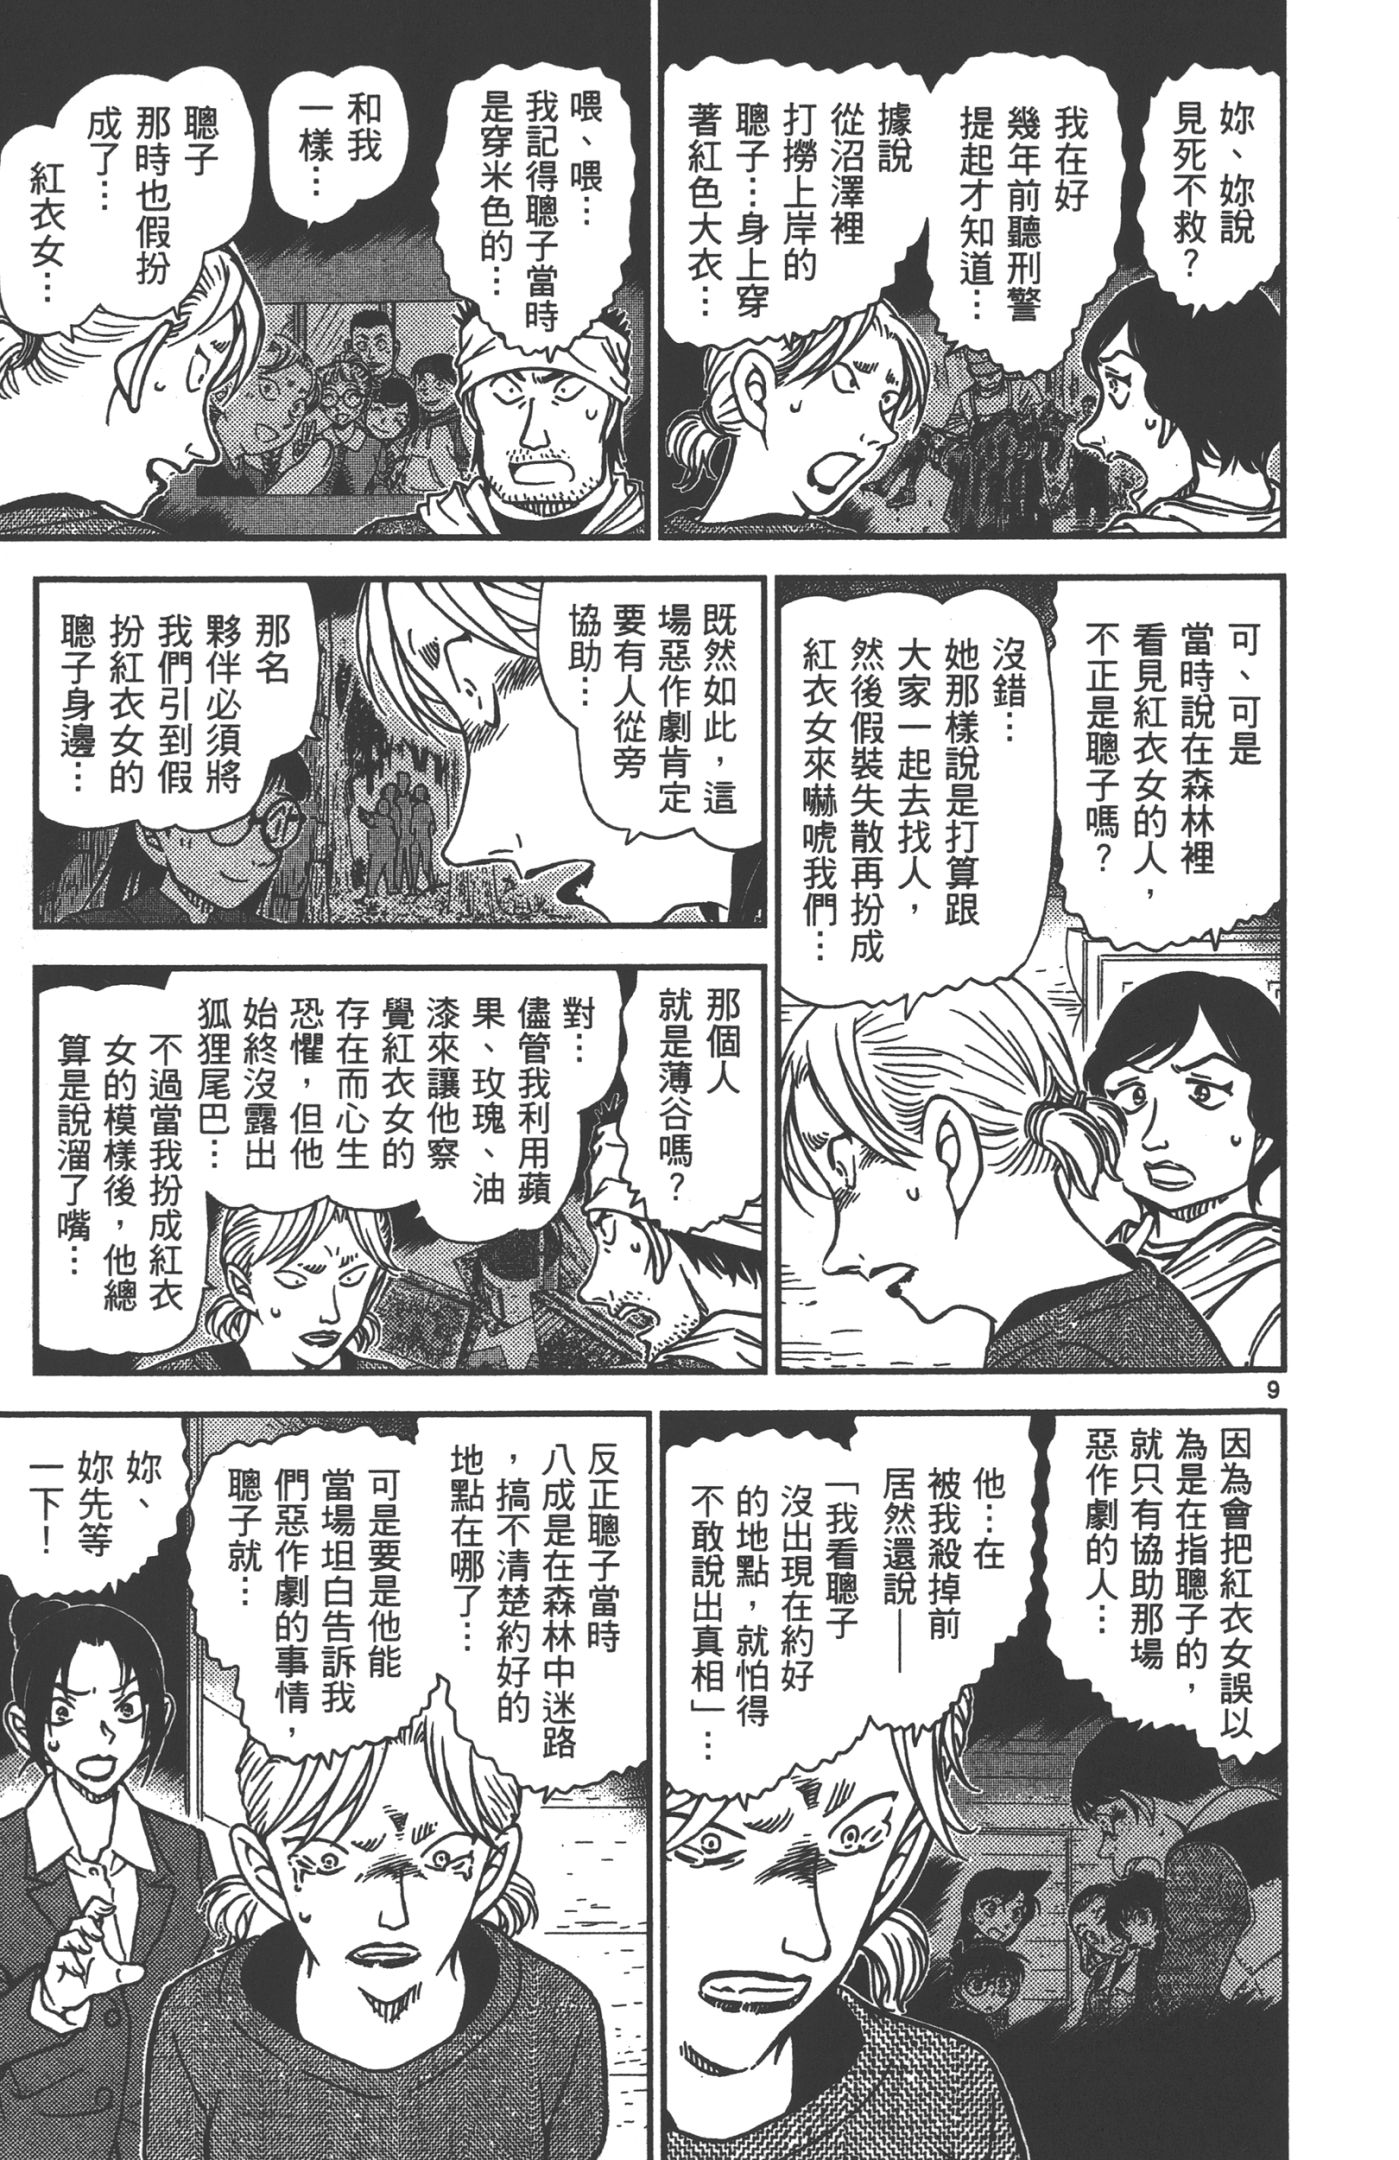 妳、妳說
見死不救？
我在好
幾年前聽刑警
提起才知道…
據說
從沼澤裡
打撈上岸的
聰子…身上穿
著紅色大衣…
喂、喂…
我記得聰子當時
是穿米色的…
和我
一樣…
聰子
那時也假扮
成了…
紅衣女…
可、可是
當時說在森林裡
看見紅衣女的人，
不正是聰子嗎？
沒錯…
她那樣說是打算跟
大家一起去找人，
然後假裝失散再扮成
紅衣女來嚇唬我們…
既然如此，這
場惡作劇肯定
要有人從旁
協助…
那名
夥伴必須將
我們引到假
扮紅衣女的
聰子身邊…
那個人
就是薄谷嗎？
對…
儘管我利用蘋
果、玫瑰、油
漆來讓他察
覺紅衣女的
存在而心生
恐懼，但他
始終沒露出
狐狸尾巴…
不過當我扮成紅衣
女的模樣後，他總
算是說溜了嘴…
9
因為會把紅衣女誤以
為是在指聰子的，
就只有協助那場
惡作劇的人…
他…在
被我殺掉前
居然還說——
「我看聰子
沒出現在約好
的地點，就怕得
不敢說出真相」…
反正聰子當時
八成是在森林中迷路
，搞不清楚約好的
地點在哪了…
可是要是他能
當場坦白告訴我
們惡作劇的事情，
聰子就…
妳、
妳先等
一下！